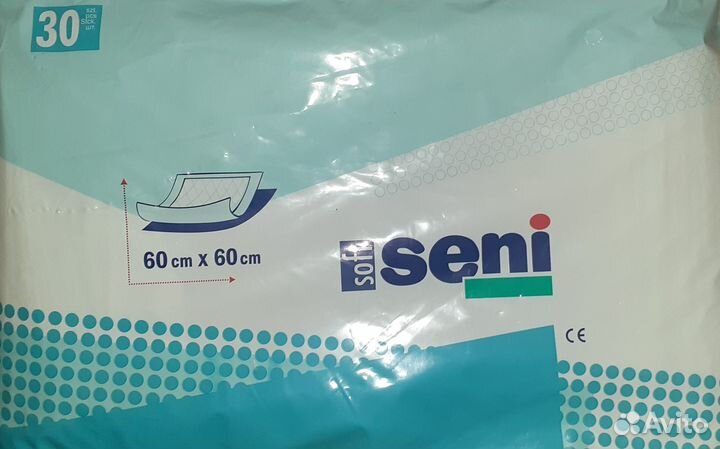 30
szt.
pcs
Stck.
шт.
60 cm x 60 cm
soft
seni
CE
Avito